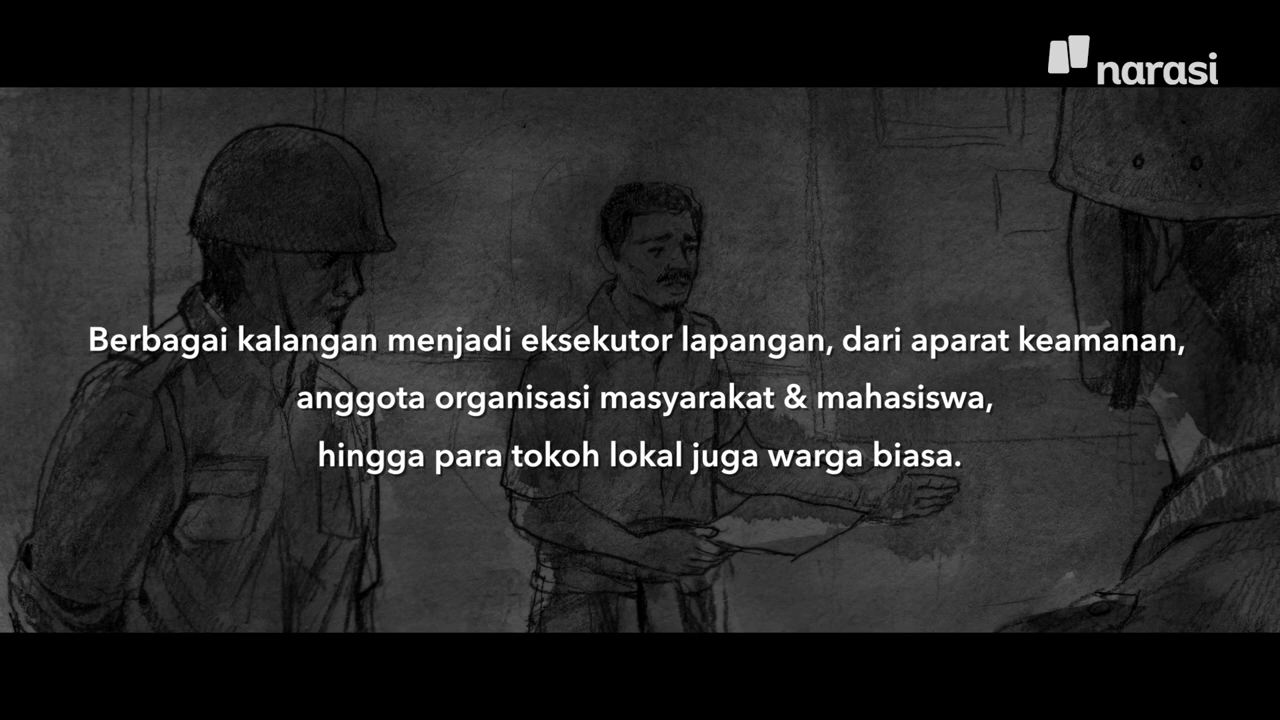 narasi
Berbagai kalangan menjadi eksekutor lapangan, dari aparat keamanan,
anggota organisasi masyarakat & mahasiswa,
hingga para tokoh lokal juga warga biasa.